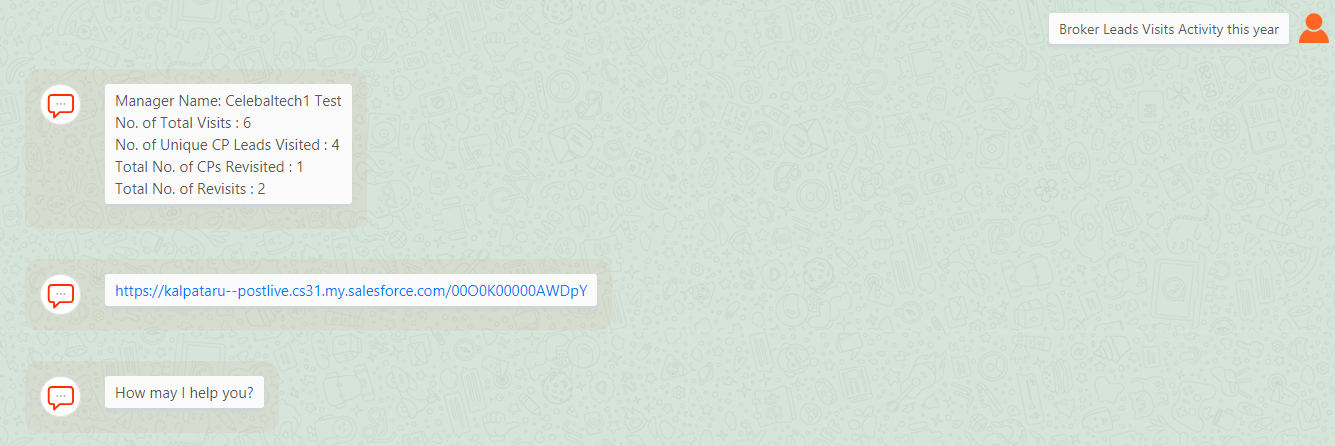 Broker Leads Visits Activity this year
Manager Name: Celebaltech1 Test
No. of Total Visits : 6
No. of Unique CP Leads Visited : 4
Total No. of CPs Revisited : 1
Total No. of Revisits : 2
https://kalpataru--postlive.cs31.my.salesforce.com/00O0K00000AWDpY
How may I help you?